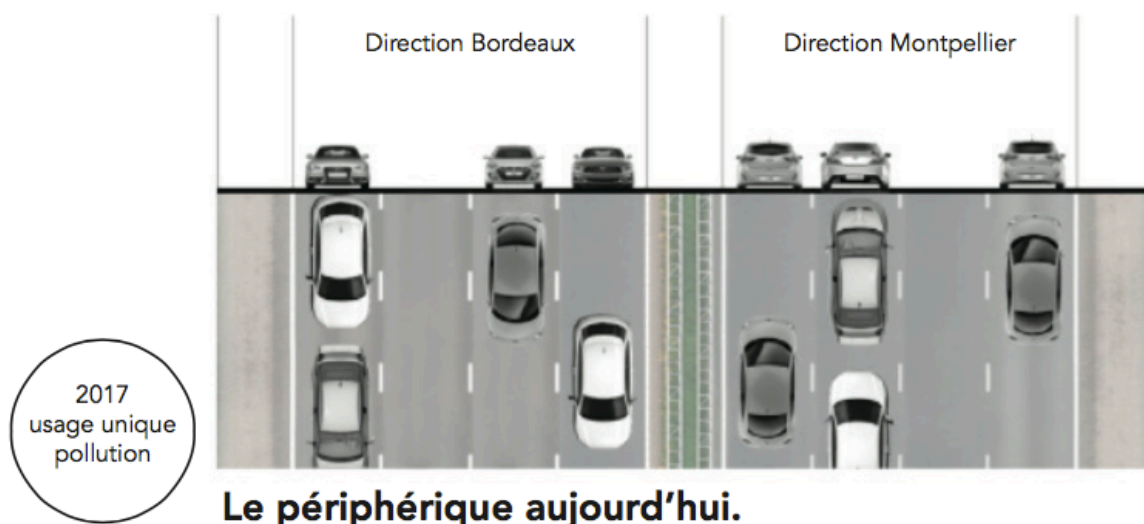 Direction Bordeaux
Direction Montpellier
2017
usage unique
pollution
Le périphérique aujourd'hui.